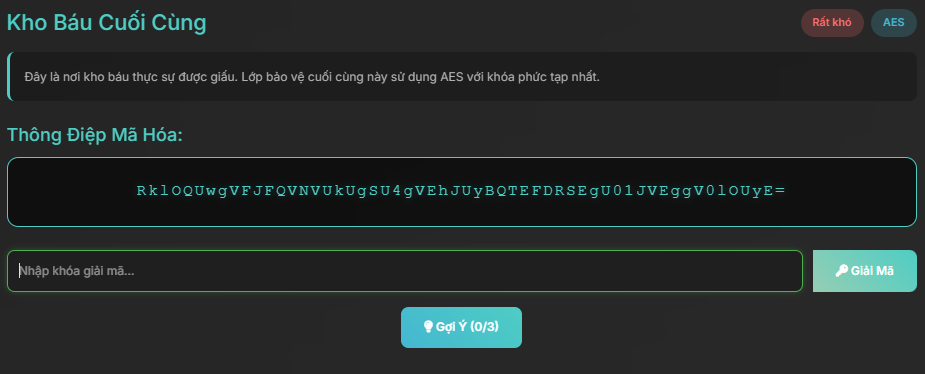 Kho Báu Cuối Cùng
Rất khó
AES
Đây là nơi kho báu thực sự được giấu. Lớp bảo vệ cuối cùng này sử dụng AES với khóa phức tạp nhất.
Thông Điệp Mã Hóa:
RklOQUwgVFJFQVNVUkUgSU4gVEhJUyBQTEFDRSEgU01JVEggV0lOUyE=
Nhập khóa giải mã...
Giải Mã
Gợi Ý (0/3)